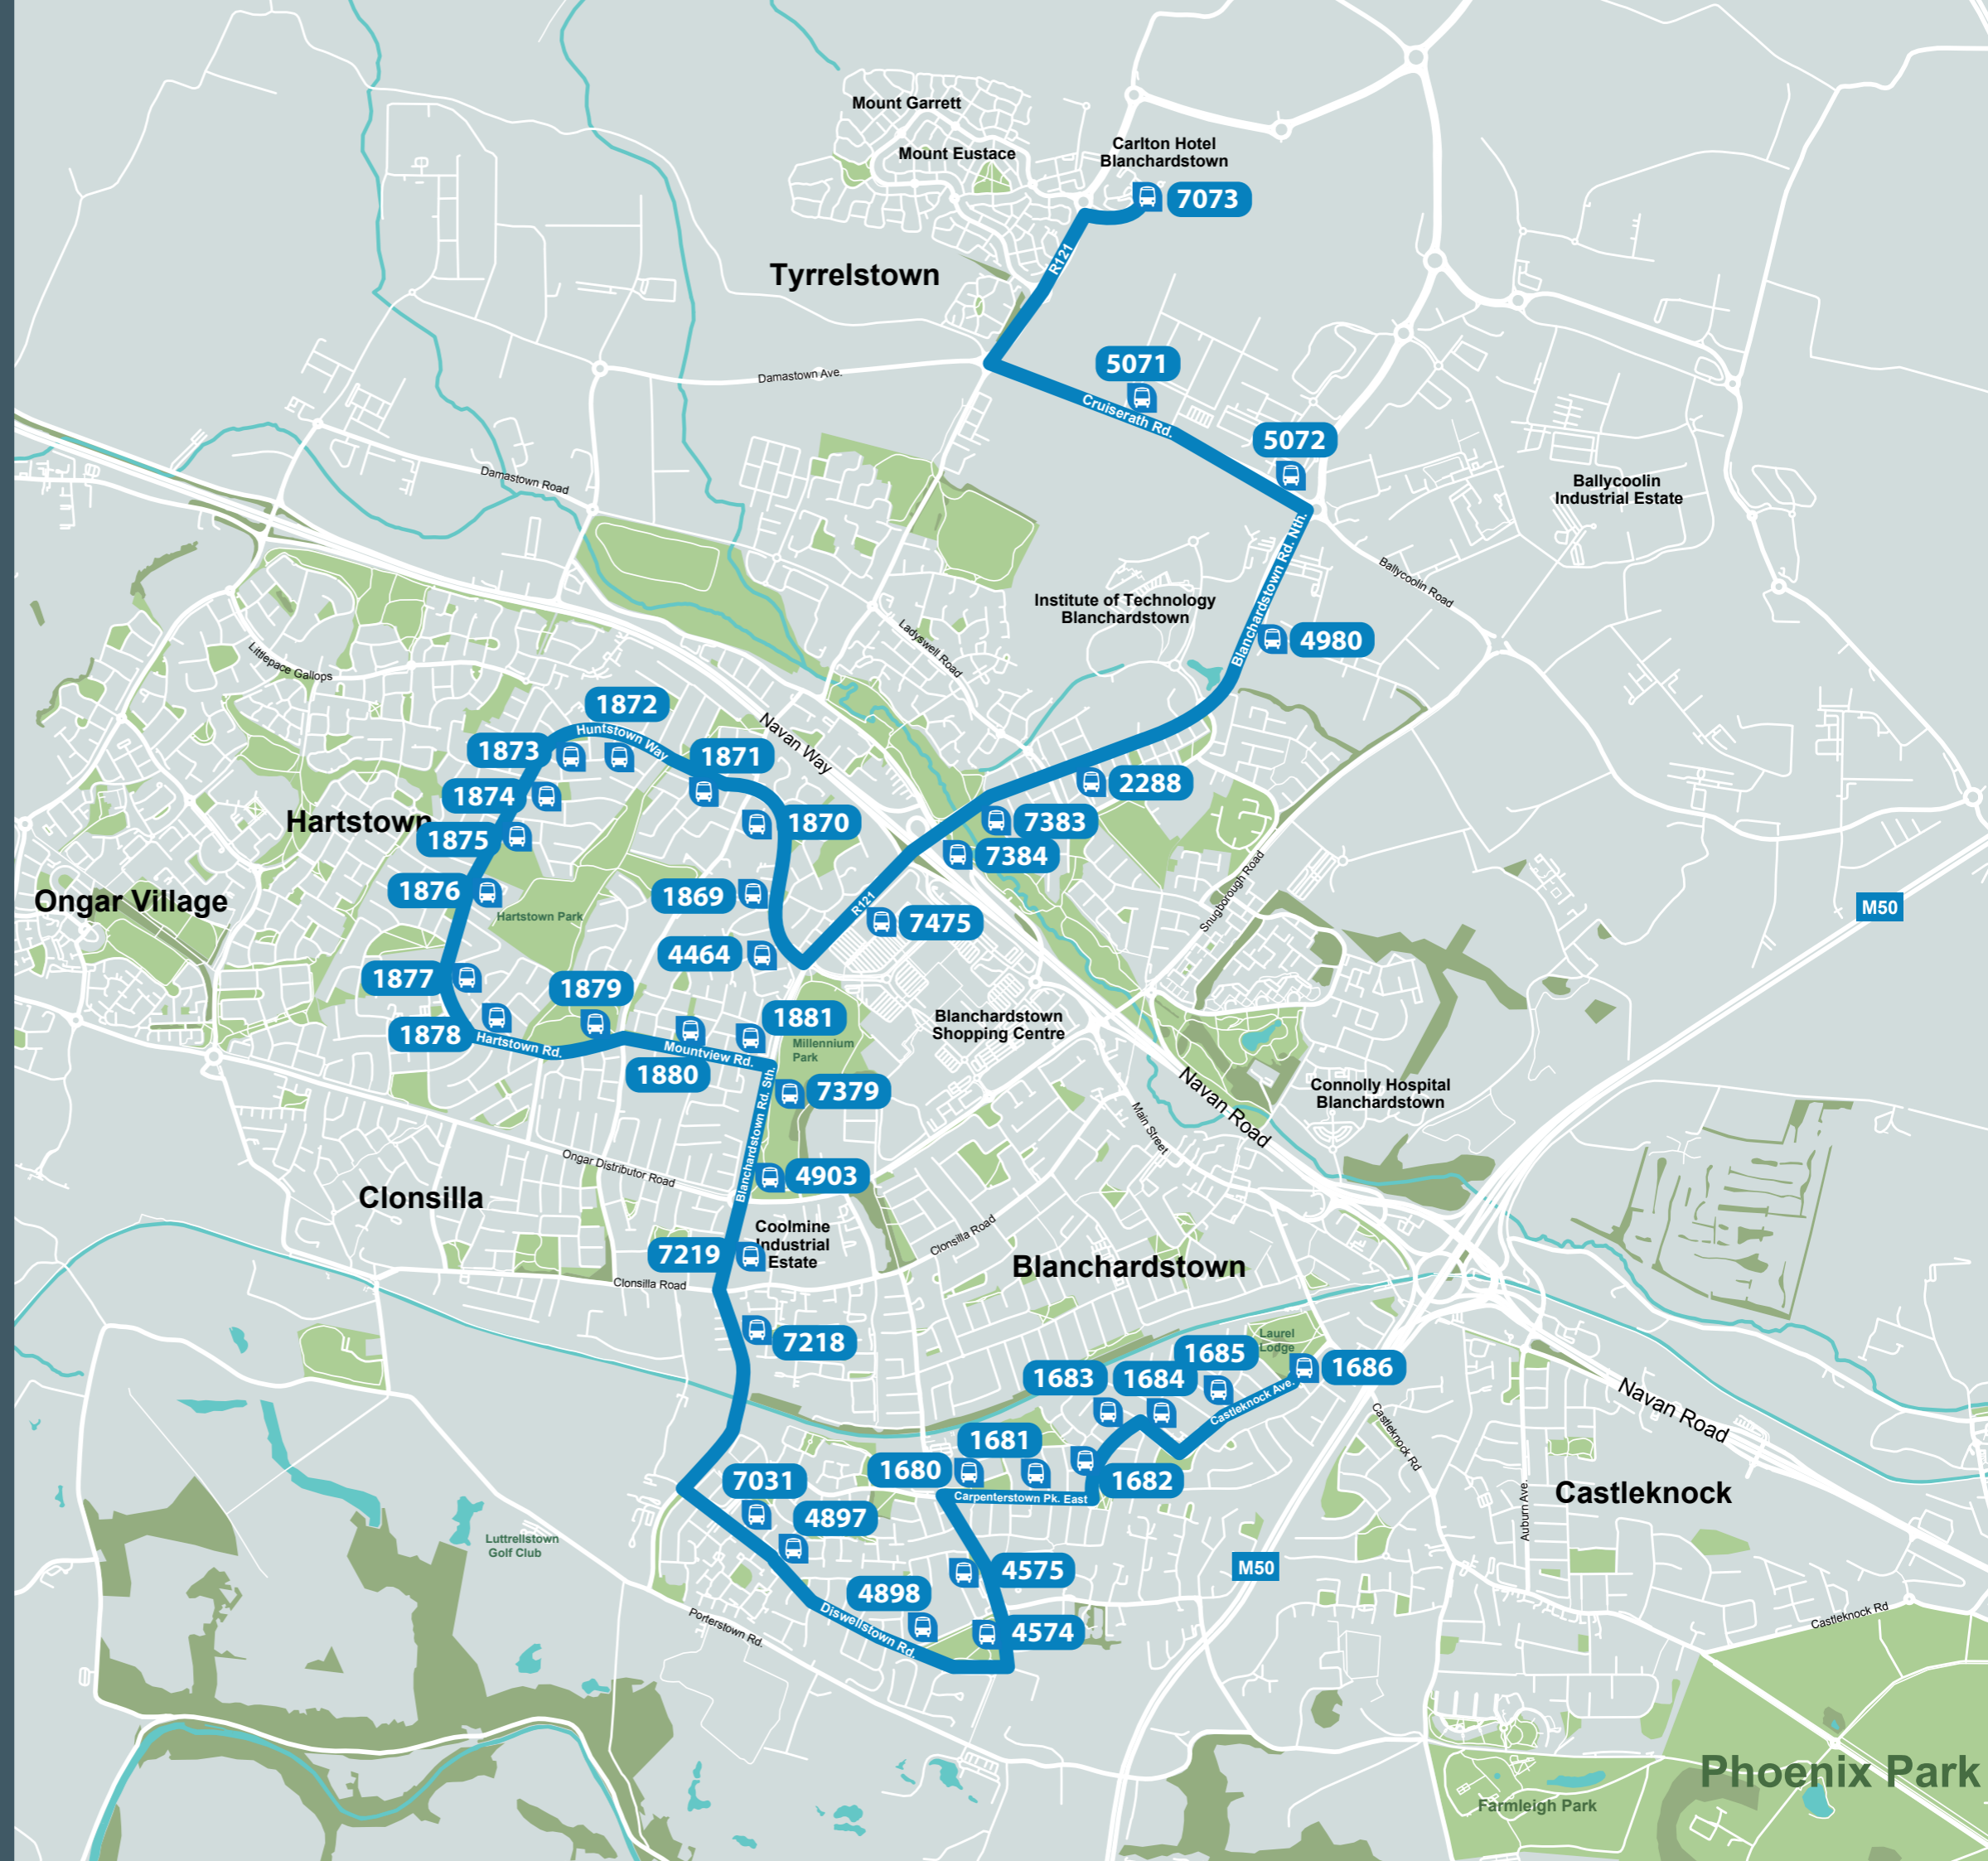 Mount Garrett
Mount Eustace
Carlton Hotel
Blanchardstown
7073
R121
Tyrrelstown
5071
Damastown Ave.
Cruiserath Rd.
5072
Damastown Road
Ballycoolin
Industrial Estate
Blanchardstown Rd. Nth.
Ballycoolin Road
Institute of Technology
Blanchardstown
4980
Ladyswell Road
Littlepace Gallops
1872
Huntstown Way
1873
1871
Navan Way
1874
2288
Hartstown
1875
1870
7383
7384
1876
1869
R121
7475
Snugborough Road
M50
Ongar Village
Hartstown Park
4464
1877
1879
1878
Hartstown Rd.
Mountview Rd.
1880
1881
Millennium
Park
Blanchardstown
Shopping Centre
7379
Blanchardstown Rd. Sth.
Navan Road
Connolly Hospital
Blanchardstown
Main Street
Ongar Distributor Road
4903
Clonsilla
Coolmine
Industrial
Estate
7219
Clonsilla Road
Clonsilla Road
Blanchardstown
7218
Laurel
Lodge
1685
1683
1684
1686
Castleknock Ave.
Castleknock Rd
Navan Road
1681
1680
1682
Carpenterstown Pk. East
7031
4897
Castleknock
Auburn Ave.
Luttrellstown
Golf Club
M50
4575
4898
Diswellstown Rd.
4574
Porterstown Rd.
Castleknock Rd
Phoenix Park
Farmleigh Park